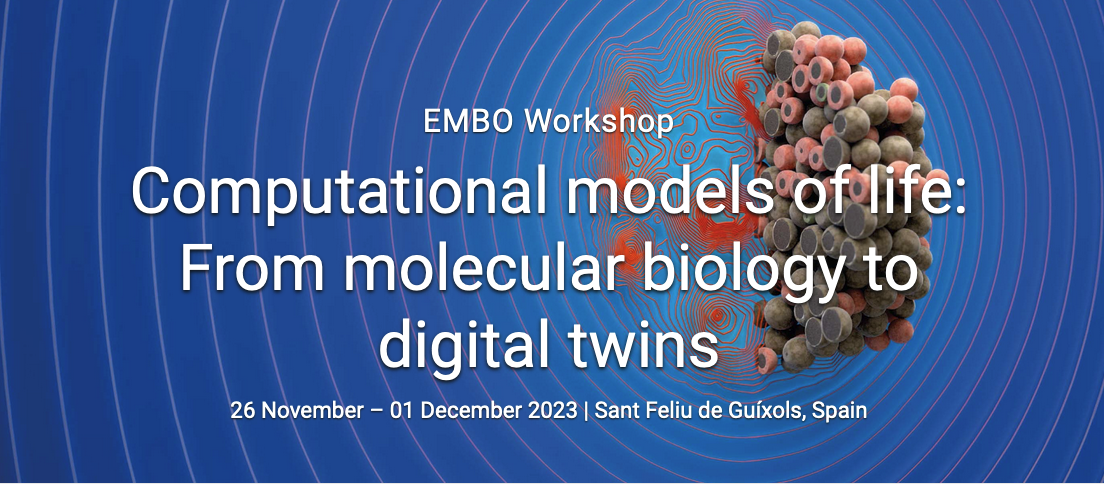 EMBO Workshop
Computational models of life:
From molecular biology to
digital twins
26 November – 01 December 2023 | Sant Feliu de Guíxols, Spain